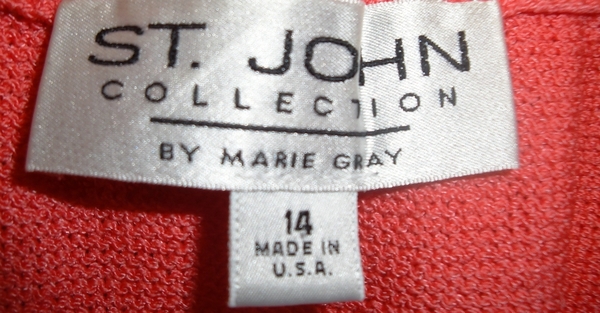 ST. JOHN
COLLECTION
BY MARIE GRAY
14
MADE IN
U.S.A.